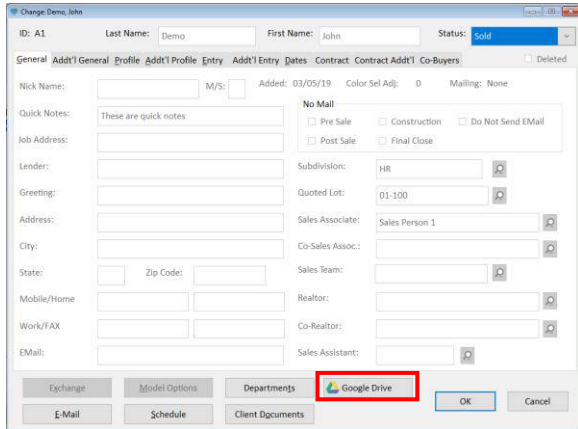 Change: Demo, John
ID: A1 Last Name: Demo First Name: John Status: Sold
General Addt'l General Profile Addt'l Profile Entry Addt'l Entry Dates Contract Contract Addt'l Co-Buyers Deleted
Nick Name: M/S: Added: 03/05/19 Color Sel Adj: 0 Mailing: None
No Mail
Quick Notes: These are quick notes Pre Sale Construction Do Not Send EMail
Job Address: Post Sale Final Close
Lender: Subdivision: HR
Greeting: Quoted Lot: 01-100
Address: Sales Associate: Sales Person 1
City: Co-Sales Assoc.:
State: Zip Code: Sales Team:
Mobile/Home Realtor:
Work/FAX Co-Realtor:
EMail: Sales Assistant:
Exchange Model Options Departments Google Drive
OK Cancel
E-Mail Schedule Client Documents